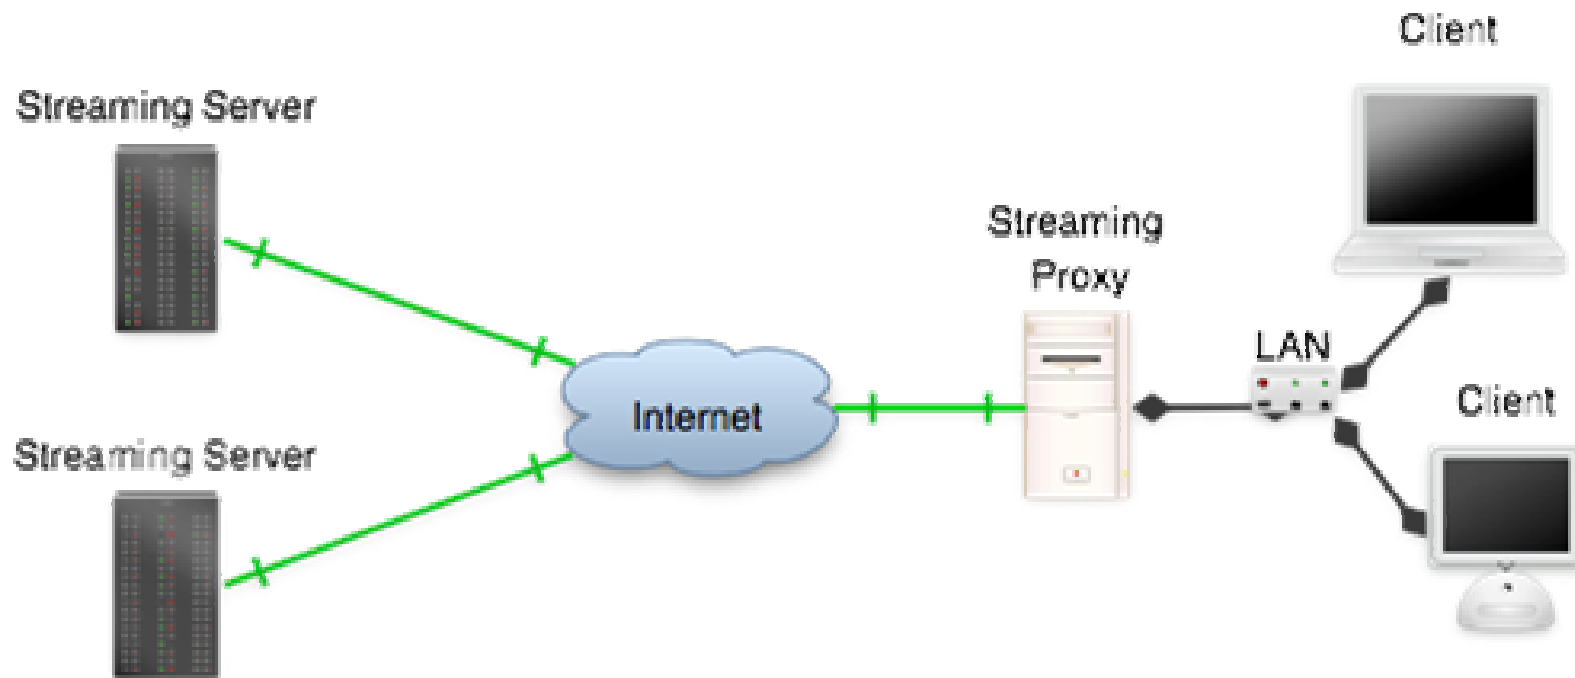 Client
Streaming Server
Streaming
Proxy
LAN
Client
Internet
Streaming Server